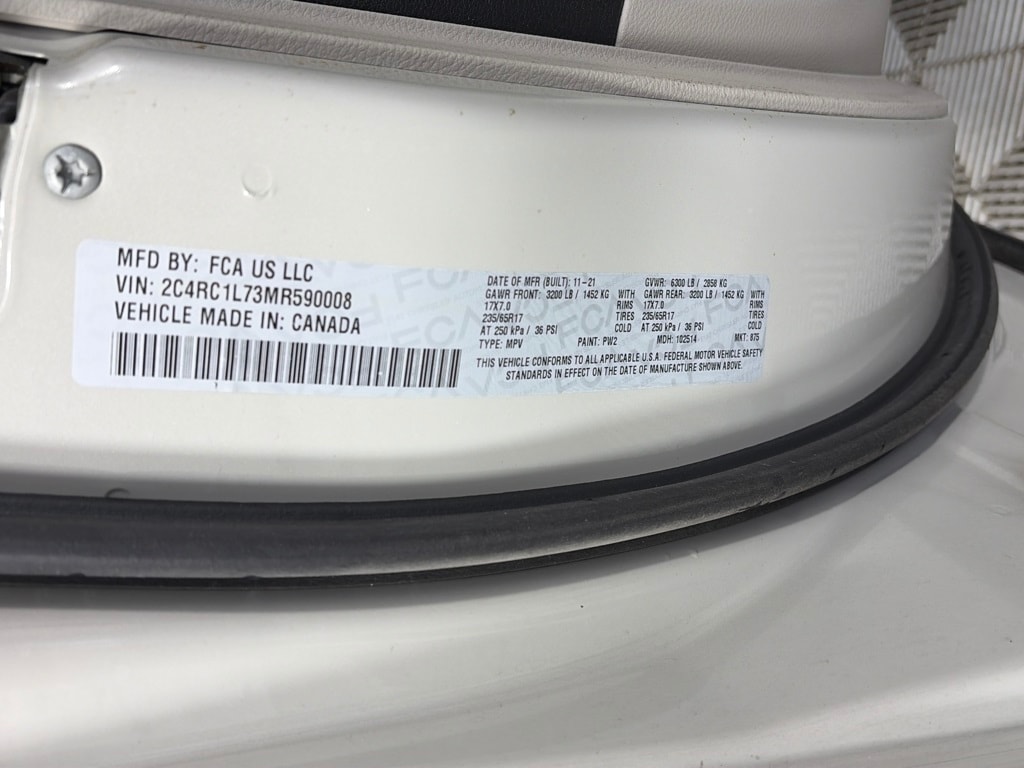 MFD BY: FCA US LLC
VIN: 2C4RC1L73MR590008
VEHICLE MADE IN: CANADA
DATE OF MFR (BUILT): 11-21 GVWR: 6300 LB / 2858 KG
GAWR FRONT: 3200 LB / 1452 KG WITH GAWR REAR: 3200 LB / 1452 KG WITH
17X7.0 RIMS 17X7.0 RIMS
235/65R17 TIRES 235/65R17 TIRES
AT 250 kPa / 36 PSI COLD AT 250 kPa / 36 PSI COLD
TYPE: MPV PAINT: PW2 MDH: 102514 MKT: 875
THIS VEHICLE CONFORMS TO ALL APPLICABLE U.S.A. FEDERAL MOTOR VEHICLE SAFETY
STANDARDS IN EFFECT ON THE DATE OF MANUFACTURE SHOWN ABOVE.